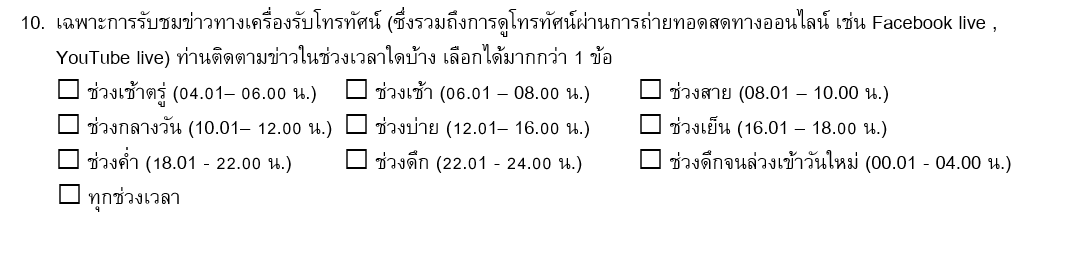 10. เฉพาะการรับชมข่าวทางเครื่องรับโทรทัศน์ (ซึ่งรวมถึงการดูโทรทัศน์ผ่านการถ่ายทอดสดทางออนไลน์ เช่น Facebook live ,
YouTube live) ท่านติดตามข่าวในช่วงเวลาใดบ้าง เลือกได้มากกว่า 1 ข้อ
☐ ช่วงเช้าตรู่ (04.01– 06.00 น.) ☐ ช่วงเช้า (06.01 – 08.00 น.) ☐ ช่วงสาย (08.01 – 10.00 น.)
☐ ช่วงกลางวัน (10.01– 12.00 น.) ☐ ช่วงบ่าย (12.01– 16.00 น.) ☐ ช่วงเย็น (16.01 – 18.00 น.)
☐ ช่วงค่ำ (18.01 - 22.00 น.) ☐ ช่วงดึก (22.01 - 24.00 น.) ☐ ช่วงดึกจนล่วงเข้าวันใหม่ (00.01 - 04.00 น.)
☐ ทุกช่วงเวลา